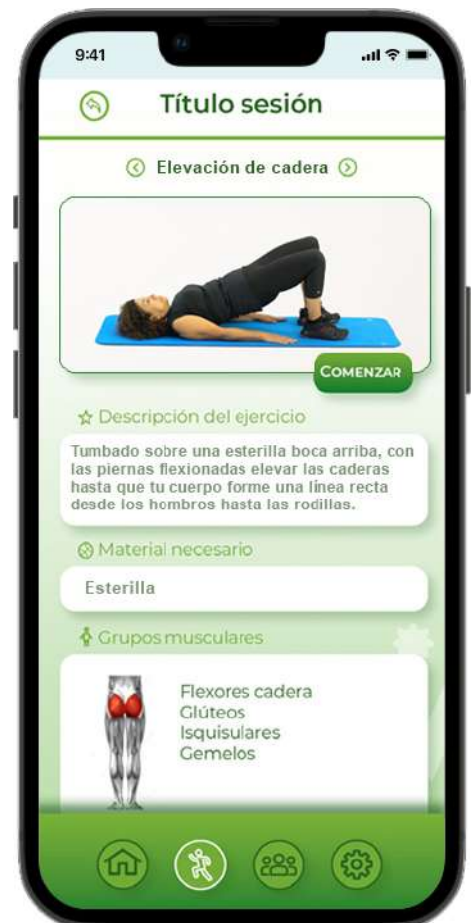 9:41
Título sesión
Elevación de cadera
COMENZAR
Descripción del ejercicio
Tumbado sobre una esterilla boca arriba, con
las piernas flexionadas elevar las caderas
hasta que tu cuerpo forme una línea recta
desde los hombros hasta las rodillas.
Material necesario
Esterilla
Grupos musculares
Flexores cadera
Glúteos
Isquisulares
Gemelos